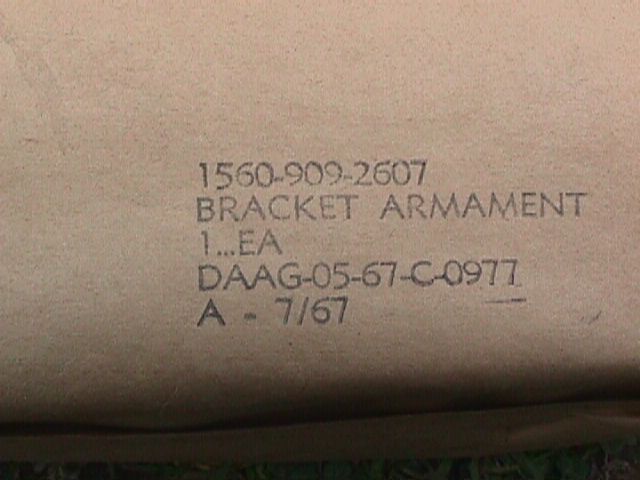 1560-909-2607
BRACKET ARMAMENT
1...EA
DAAG-05-67-C-0977
A - 7/67